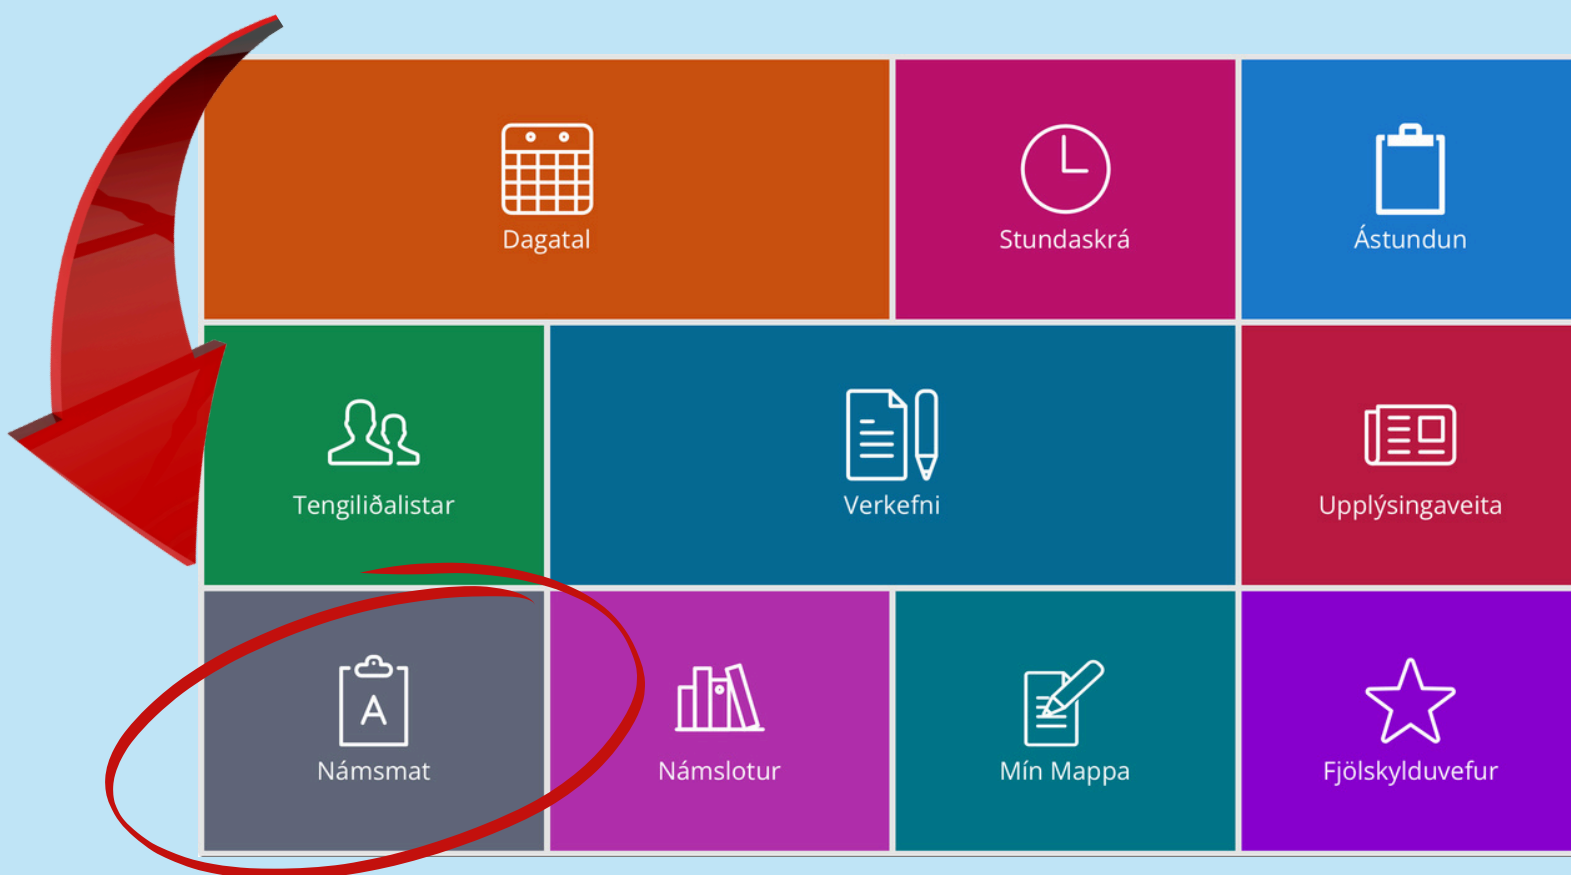 Dagatal
Stundaskrá
Ástundun
Tengiliðalistar
Verkefni
Upplýsingaveita
A
Námsmat
Námslotur
Mín Mappa
Fjölskylduvefur